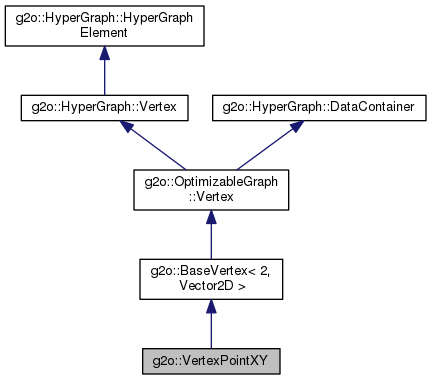 g2o::HyperGraph::HyperGraph
Element
g2o::HyperGraph::Vertex
g2o::HyperGraph::DataContainer
g2o::OptimizableGraph
::Vertex
g2o::BaseVertex< 2,
Vector2D >
g2o::VertexPointXY